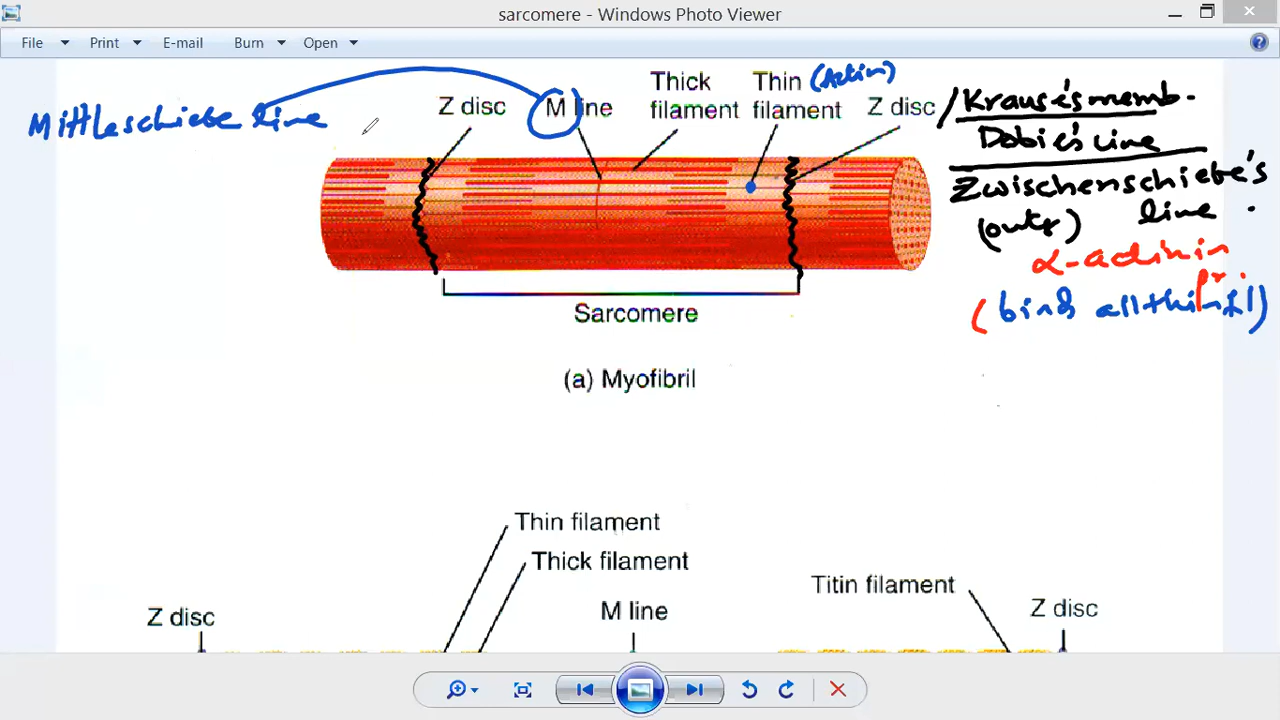 sarcomere - Windows Photo Viewer
File Print E-mail Burn Open
Thick Thin (Actin)
Z disc M line filament filament Z disc
Mittleschiebe line
/Krause's memb-
Dobie's Line
Zwischenschiebe's
(outer) line.
α-actinin
pr.
(binds all thin fil)
Sarcomere
(a) Myofibril
Thin filament
Thick filament
Titin filament
Z disc M line Z disc